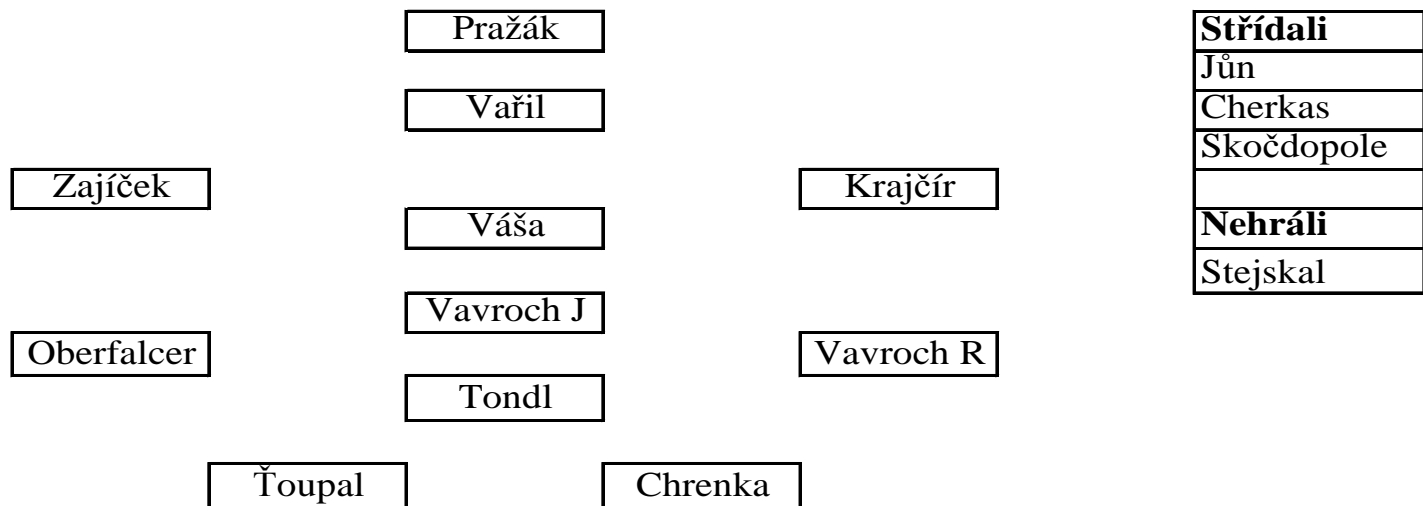 Pražák
Vařil
Zajíček
Krajčír
Váša
Vavroch J
Oberfalcer
Vavroch R
Tondl
Ťoupal
Chrenka
Střídali
Jůn
Cherkas
Skočdopole
Nehráli
Stejskal